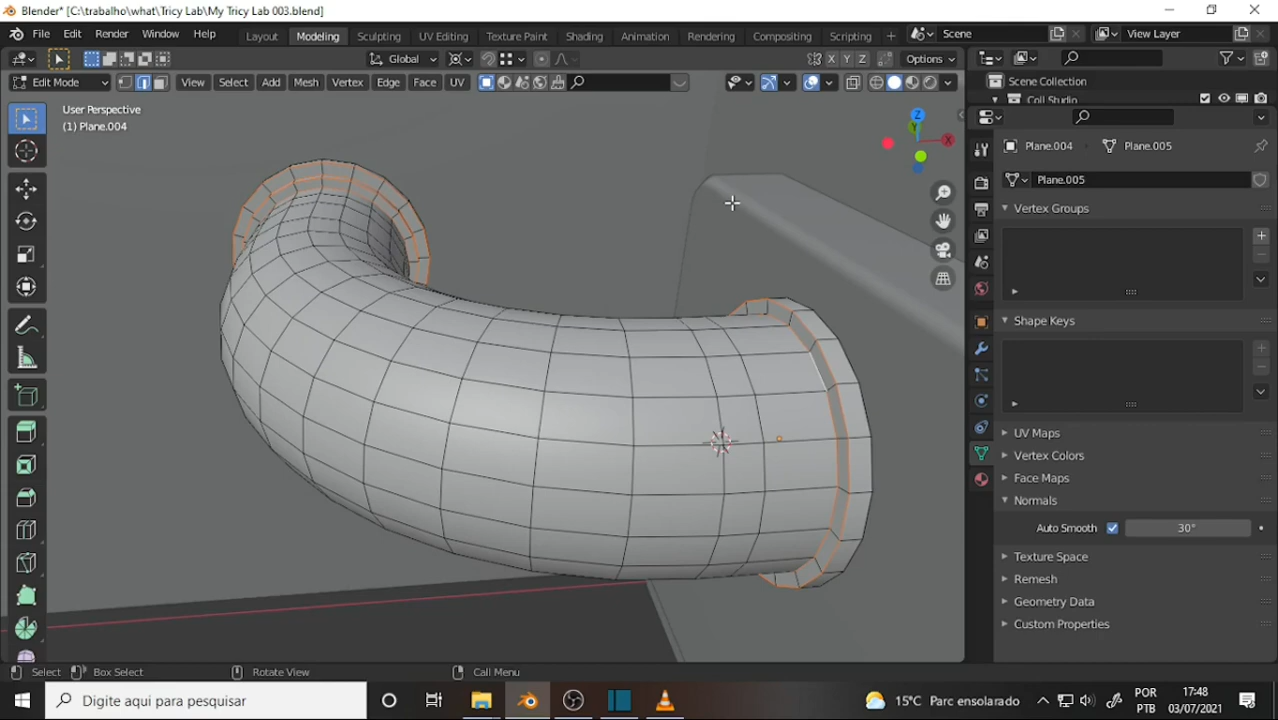 Blender* [C:\trabalho\what\Tricy Lab\My Tricy Lab 003.blend]
File Edit Render Window Help Layout Modeling Sculpting UV Editing Texture Paint Shading Animation Rendering Compositing Scripting + Scene View Layer
Global X Y Z Options
Edit Mode View Select Add Mesh Vertex Edge Face UV
Scene Collection
Coll Studio
User Perspective
(1) Plane.004
Z
Y
X
Plane.004 Plane.005
Plane.005
Vertex Groups
Shape Keys
UV Maps
Vertex Colors
Face Maps
Normals
Auto Smooth 30°
Texture Space
Remesh
Geometry Data
Custom Properties
Select Box Select Rotate View Call Menu
Digite aqui para pesquisar
15°C Parc ensolarado
POR
PTB
17:48
03/07/2021